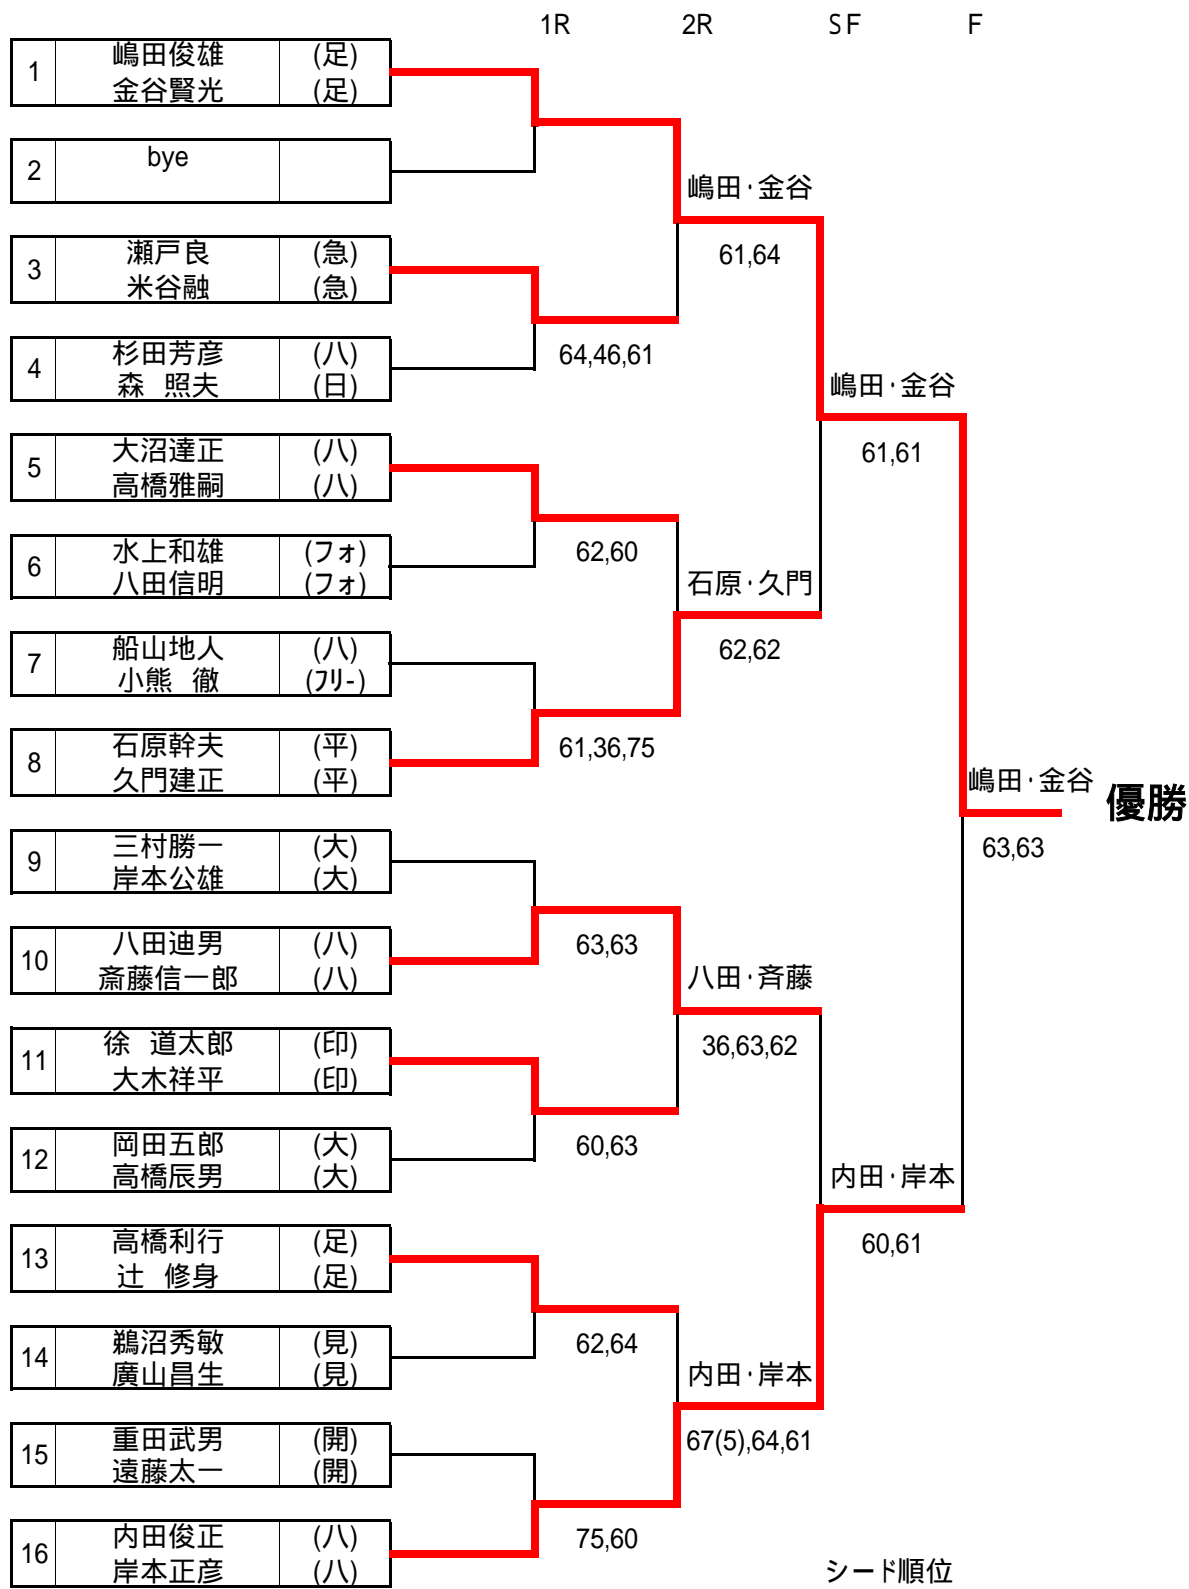 1R 2R SF F
1 嶋田俊雄 (足)
金谷賢光 (足)
2 bye
嶋田・金谷
3 瀬戸良 (急)
米谷融 (急)
61,64
4 杉田芳彦 (八)
森 照夫 (日)
64,46,61
嶋田・金谷
5 大沼達正 (八)
高橋雅嗣 (八)
61,61
6 水上和雄 (フォ)
八田信明 (フォ)
62,60
石原・久門
7 船山地人 (八)
小熊 徹 (フリー)
62,62
8 石原幹夫 (平)
久門建正 (平)
61,36,75
嶋田・金谷
優勝
9 三村勝一 (大)
岸本公雄 (大)
63,63
10 八田迪男 (八)
斎藤信一郎 (八)
63,63
八田・斉藤
11 徐 道太郎 (印)
大木祥平 (印)
36,63,62
12 岡田五郎 (大)
高橋辰男 (大)
60,63
内田・岸本
13 高橋利行 (足)
辻 修身 (足)
60,61
14 鵜沼秀敏 (見)
廣山昌生 (見)
62,64
内田・岸本
15 重田武男 (開)
遠藤太一 (開)
67(5),64,61
16 内田俊正 (八)
岸本正彦 (八)
75,60
シード順位